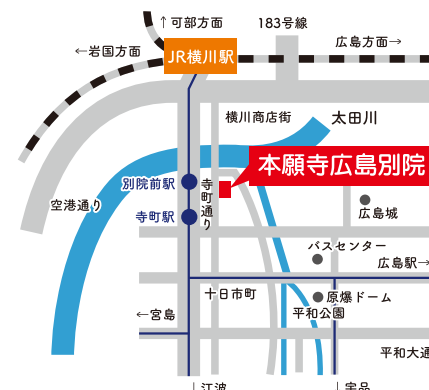 ↑可部方面
183号線
←岩国方面
広島方面→
JR横川駅
横川商店街
太田川
本願寺広島別院
別院前駅
寺町通り
空港通り
寺町駅
広島城
バスセンター
広島駅→
十日市町
原爆ドーム
平和公園
←宮島
平和大通
↓江波
↓宇品